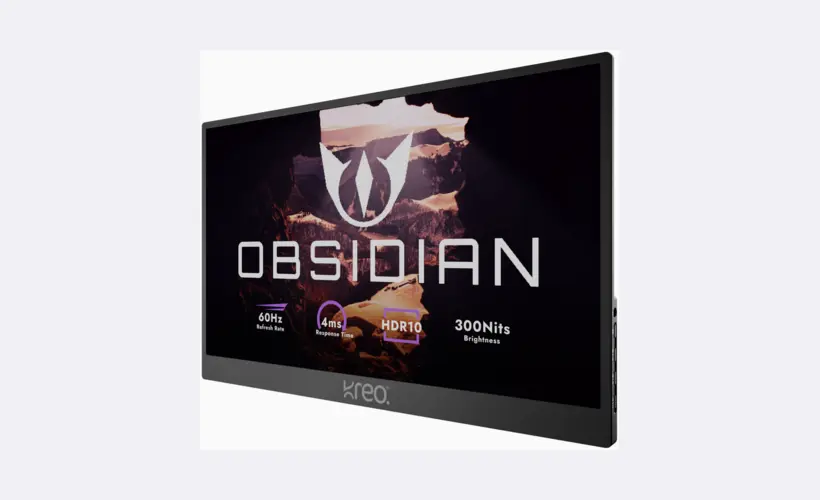 OBSIDIAN
60Hz
Refresh Rate
4ms
Response Time
HDR10
300Nits
Brightness
kreo.